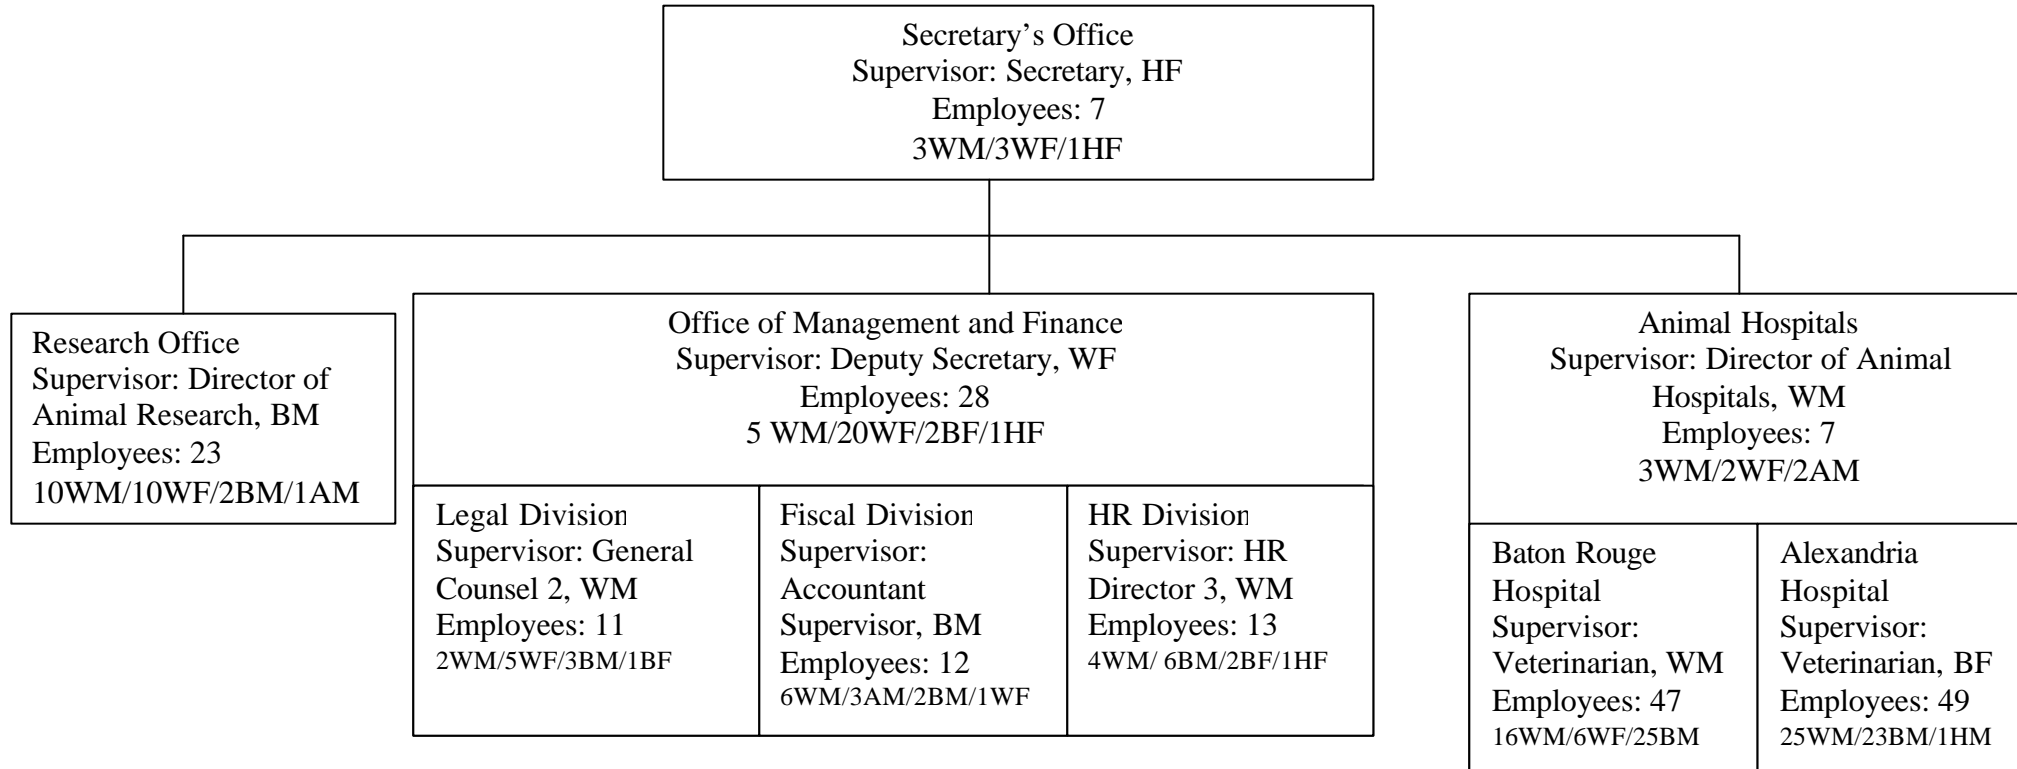 Secretary’s Office
Supervisor: Secretary, HF
Employees: 7
3WM/3WF/1HF
Research Office
Supervisor: Director of
Animal Research, BM
Employees: 23
10WM/10WF/2BM/1AM
Office of Management and Finance
Supervisor: Deputy Secretary, WF
Employees: 28
5 WM/20WF/2BF/1HF
Legal Division
Supervisor: General
Counsel 2, WM
Employees: 11
2WM/5WF/3BM/1BF
Fiscal Division
Supervisor:
Accountant
Supervisor, BM
Employees: 12
6WM/3AM/2BM/1WF
HR Division
Supervisor: HR
Director 3, WM
Employees: 13
4WM/ 6BM/2BF/1HF
Animal Hospitals
Supervisor: Director of Animal
Hospitals, WM
Employees: 7
3WM/2WF/2AM
Baton Rouge
Hospital
Supervisor:
Veterinarian, WM
Employees: 47
16WM/6WF/25BM
Alexandria
Hospital
Supervisor:
Veterinarian, BF
Employees: 49
25WM/23BM/1HM